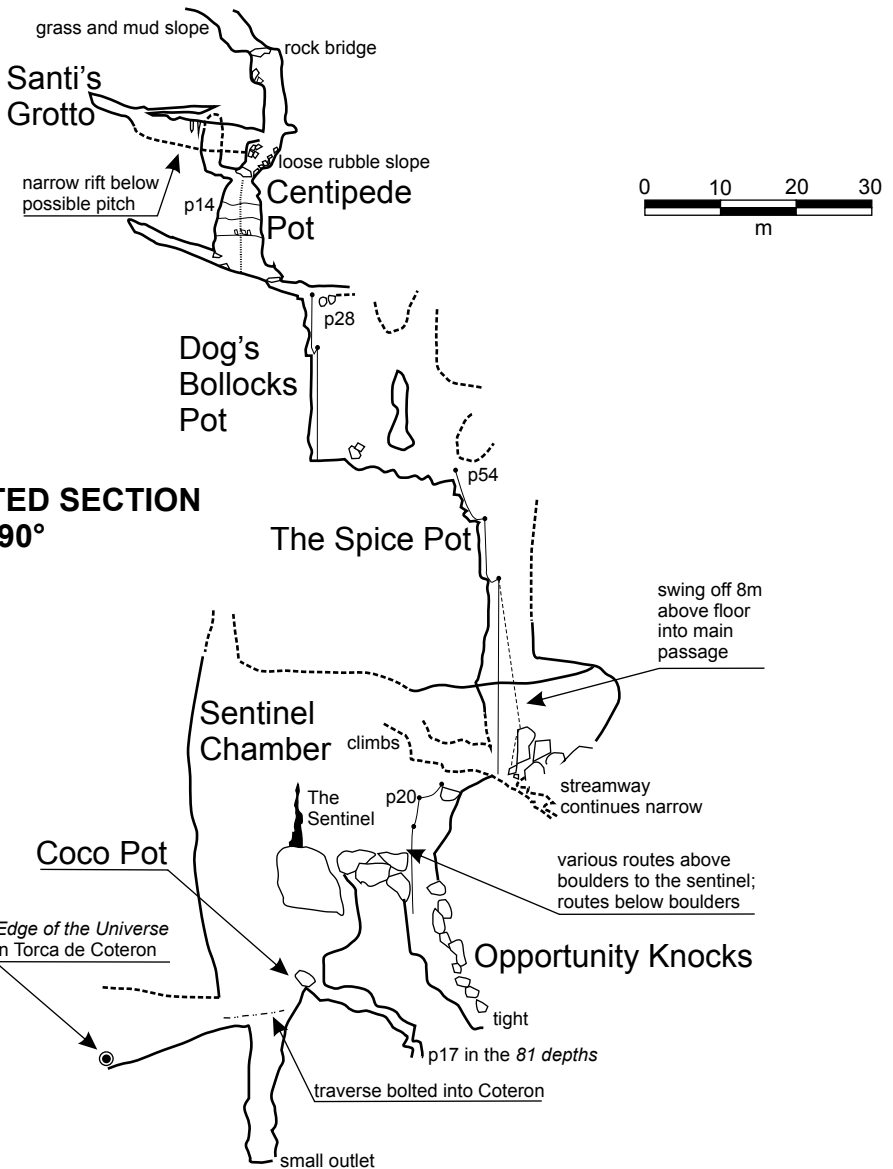 grass and mud slope
rock bridge
Santi's
Grotto
loose rubble slope
narrow rift below
possible pitch
p14
Centipede
Pot
0 10 20 30
m
p28
Dog's
Bollocks
Pot
p54
TED SECTION
90°
The Spice Pot
swing off 8m
above floor
into main
passage
Sentinel
Chamber
climbs
streamway
continues narrow
The
Sentinel
p20
Coco Pot
various routes above
boulders to the sentinel;
routes below boulders
Edge of the Universe
n Torca de Coteron
Opportunity Knocks
tight
p17 in the 81 depths
traverse bolted into Coteron
small outlet